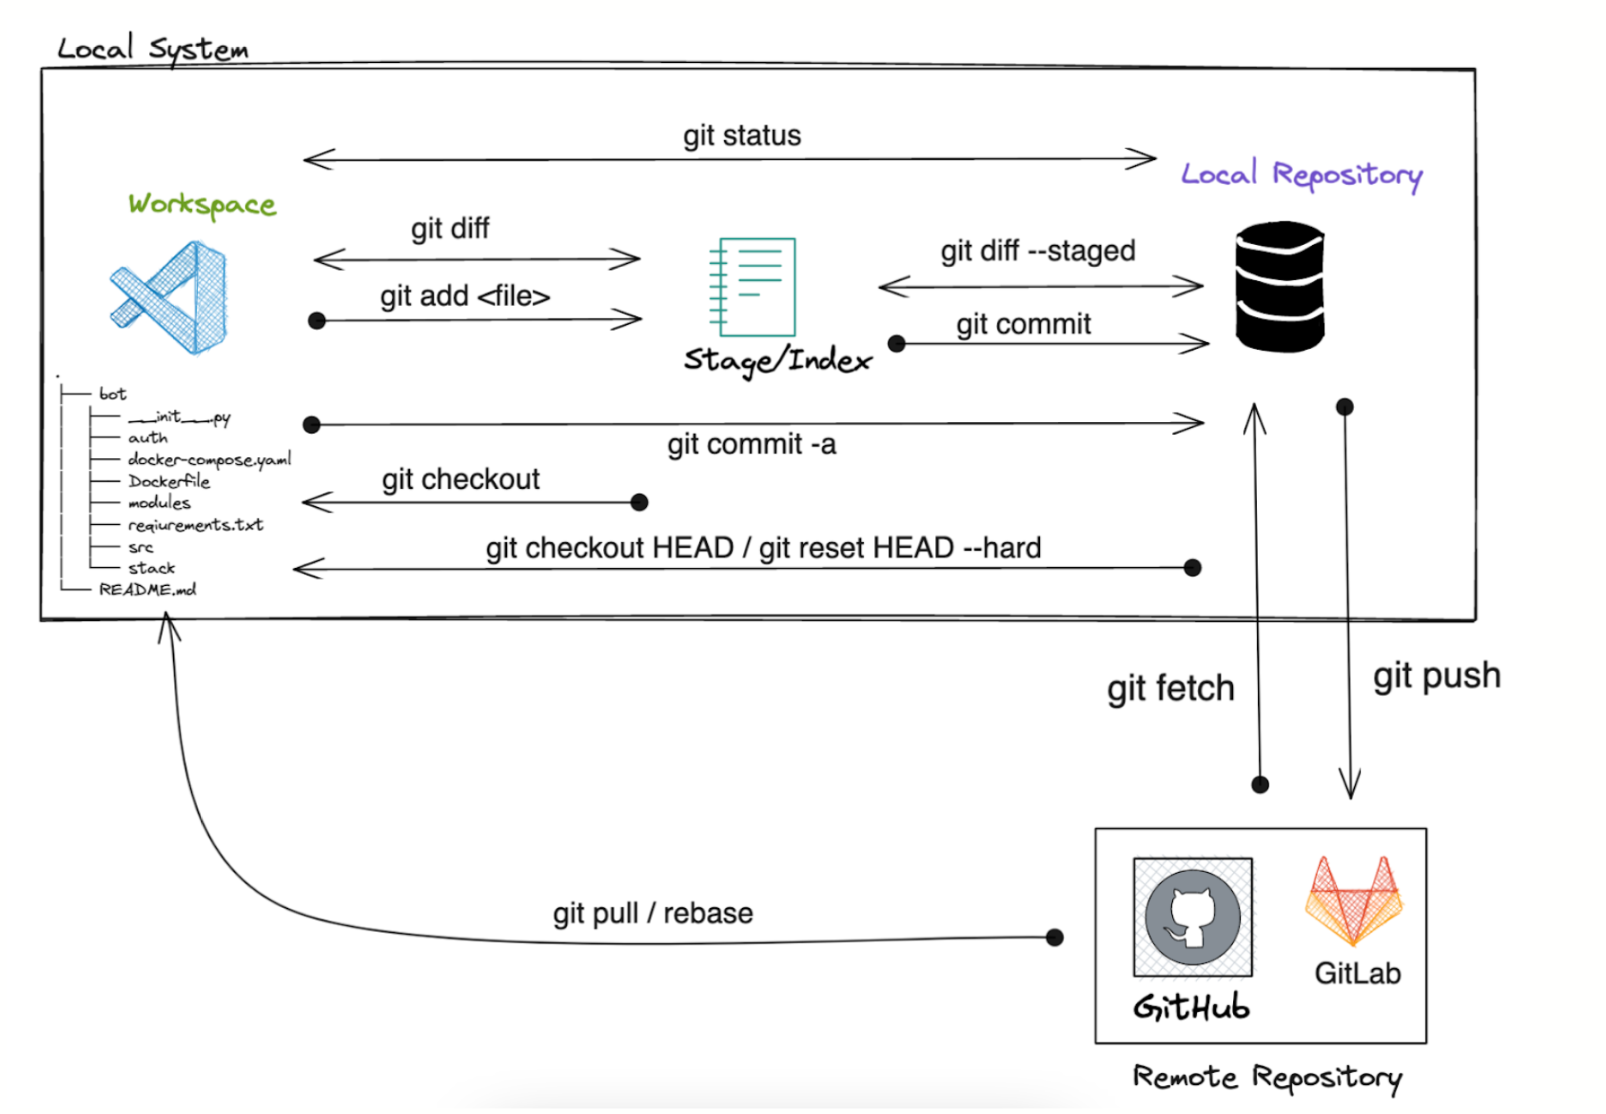 Local System
git status
Local Repository
Workspace
git diff
git diff --staged
git add <file>
git commit
Stage/Index
.
bot
__init__.py
auth
docker-compose.yaml
Dockerfile
modules
reqiurements.txt
src
stack
README.md
git commit -a
git checkout
git checkout HEAD / git reset HEAD --hard
git fetch
git push
git pull / rebase
GitHub
GitLab
Remote Repository